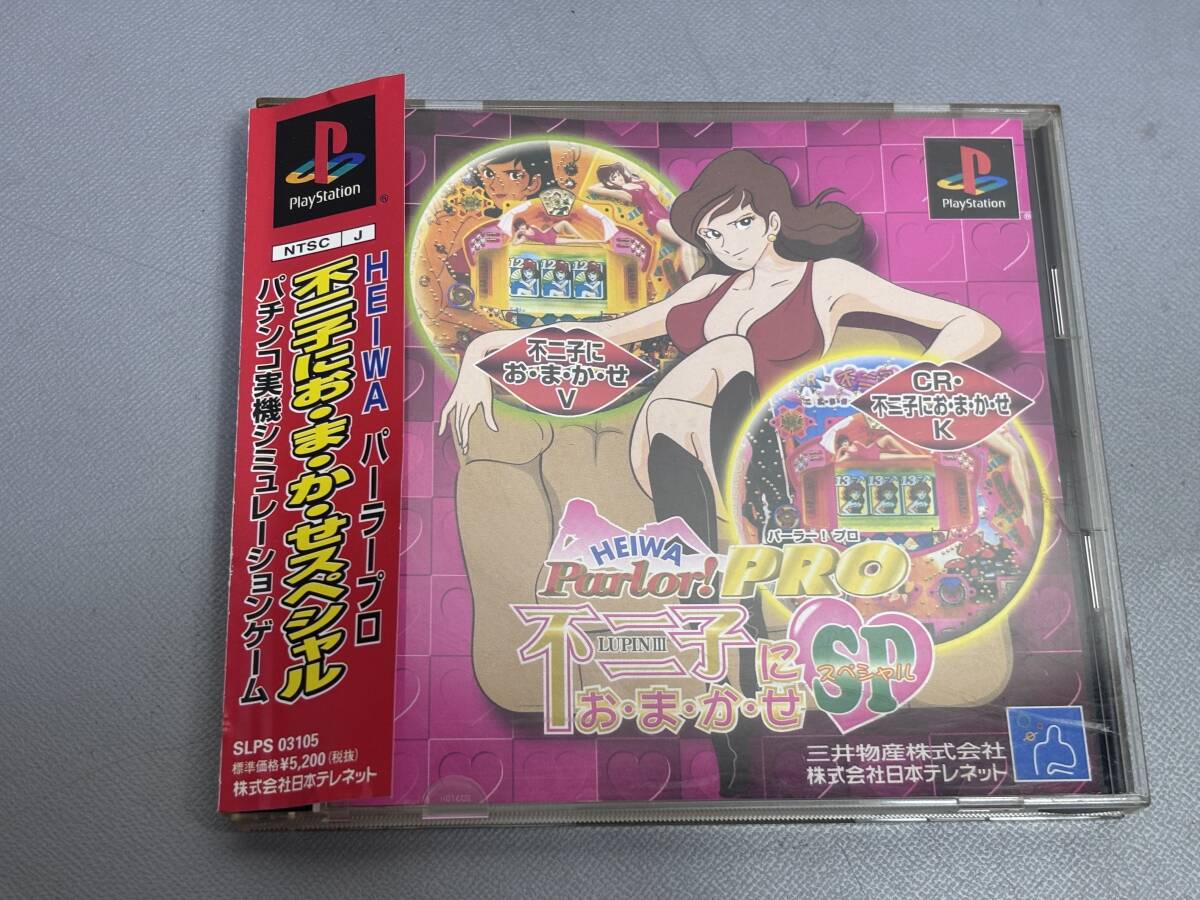 PlayStation
NTSC J
HEIWA パーラープロ
不二子にお・ま・か・せスペシャル
パチンコ実機シミュレーションゲーム
SLPS 03105
標準価格¥5,200(税抜)
株式会社日本テレネット
PlayStation
12 12 12
不二子に
お・ま・か・せ
V
CR・
不二子にお・ま・か・せ
K
13 13 13
パーラー!プロ
HEIWA
Parlor! PRO
不二子に
LUPIN III
お・ま・か・せ
SP
スペシャル
三井物産株式会社
株式会社日本テレネット